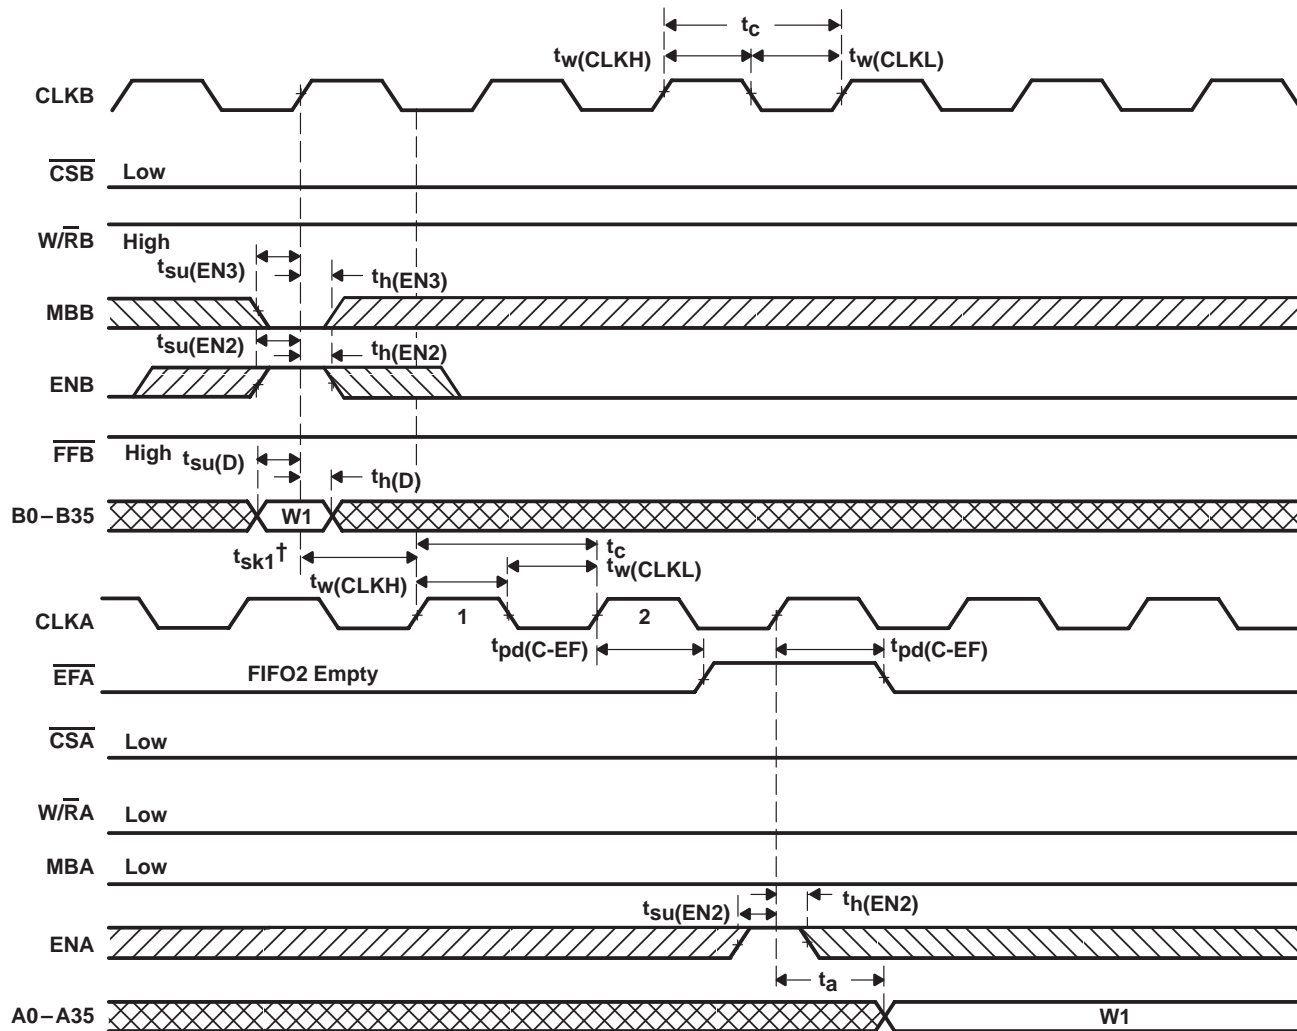 tc
tw(CLKH)
tw(CLKL)
CLKB
CSB Low
W/RB High
tsu(EN3)
th(EN3)
MBB
tsu(EN2)
th(EN2)
ENB
FFB High
tsu(D)
th(D)
B0–B35 W1
tsk1†
tc
tw(CLKH)
tw(CLKL)
CLKA 1 2
tpd(C-EF)
tpd(C-EF)
EFA FIFO2 Empty
CSA Low
W/RA Low
MBA Low
tsu(EN2)
th(EN2)
ENA
ta
A0–A35 W1